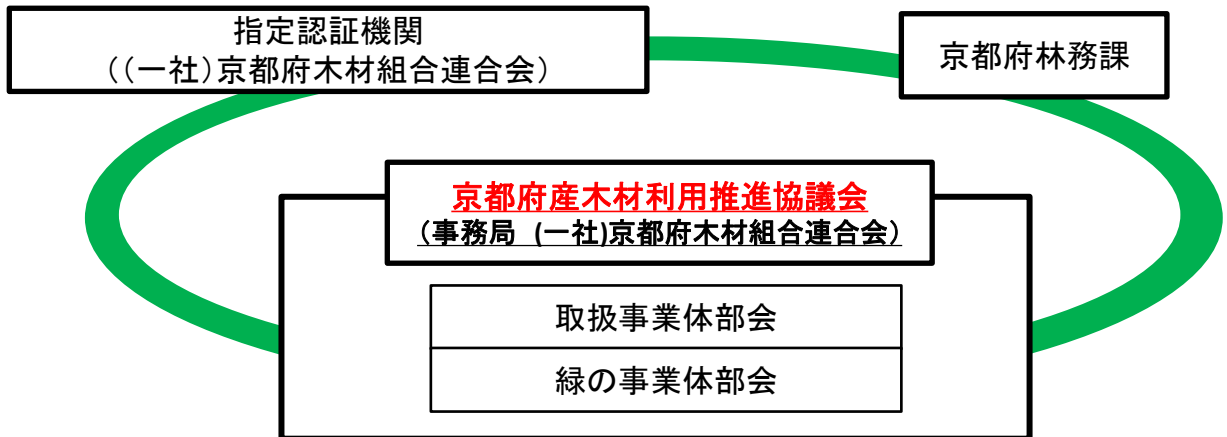 指定認証機関
（(一社)京都府木材組合連合会）
京都府林務課
京都府産木材利用推進協議会
（事務局 (一社)京都府木材組合連合会）
取扱事業体部会
緑の事業体部会